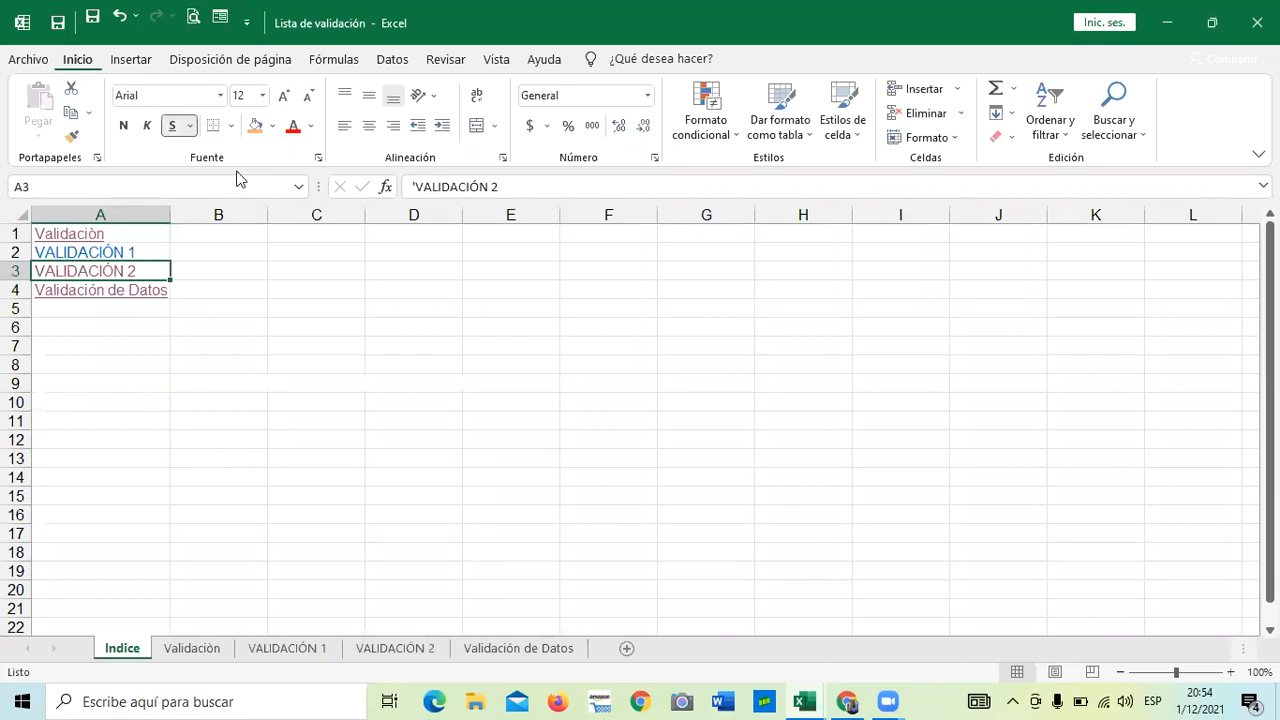 Lista de validación - Excel
Inic. ses.
Archivo Inicio Insertar Disposición de página Fórmulas Datos Revisar Vista Ayuda ¿Qué desea hacer? Compartir
Pegar
Portapapeles
Arial 12
N K S
Fuente
ab
Alineación
General
$ % 000
Número
Formato condicional
Dar formato como tabla
Estilos de celda
Estilos
Insertar
Eliminar
Formato
Celdas
Ordenar y filtrar
Buscar y seleccionar
Edición
A3 fx 'VALIDACIÓN 2
A B C D E F G H I J K L
1 Validaciòn
2 VALIDACIÓN 1
3 VALIDACIÓN 2
4 Validación de Datos
5
6
7
8
9
10
11
12
13
14
15
16
17
18
19
20
21
22
Indice Validaciòn VALIDACIÓN 1 VALIDACIÓN 2 Validación de Datos
Listo 100%
Escribe aquí para buscar
ESP
20:54
1/12/2021
4